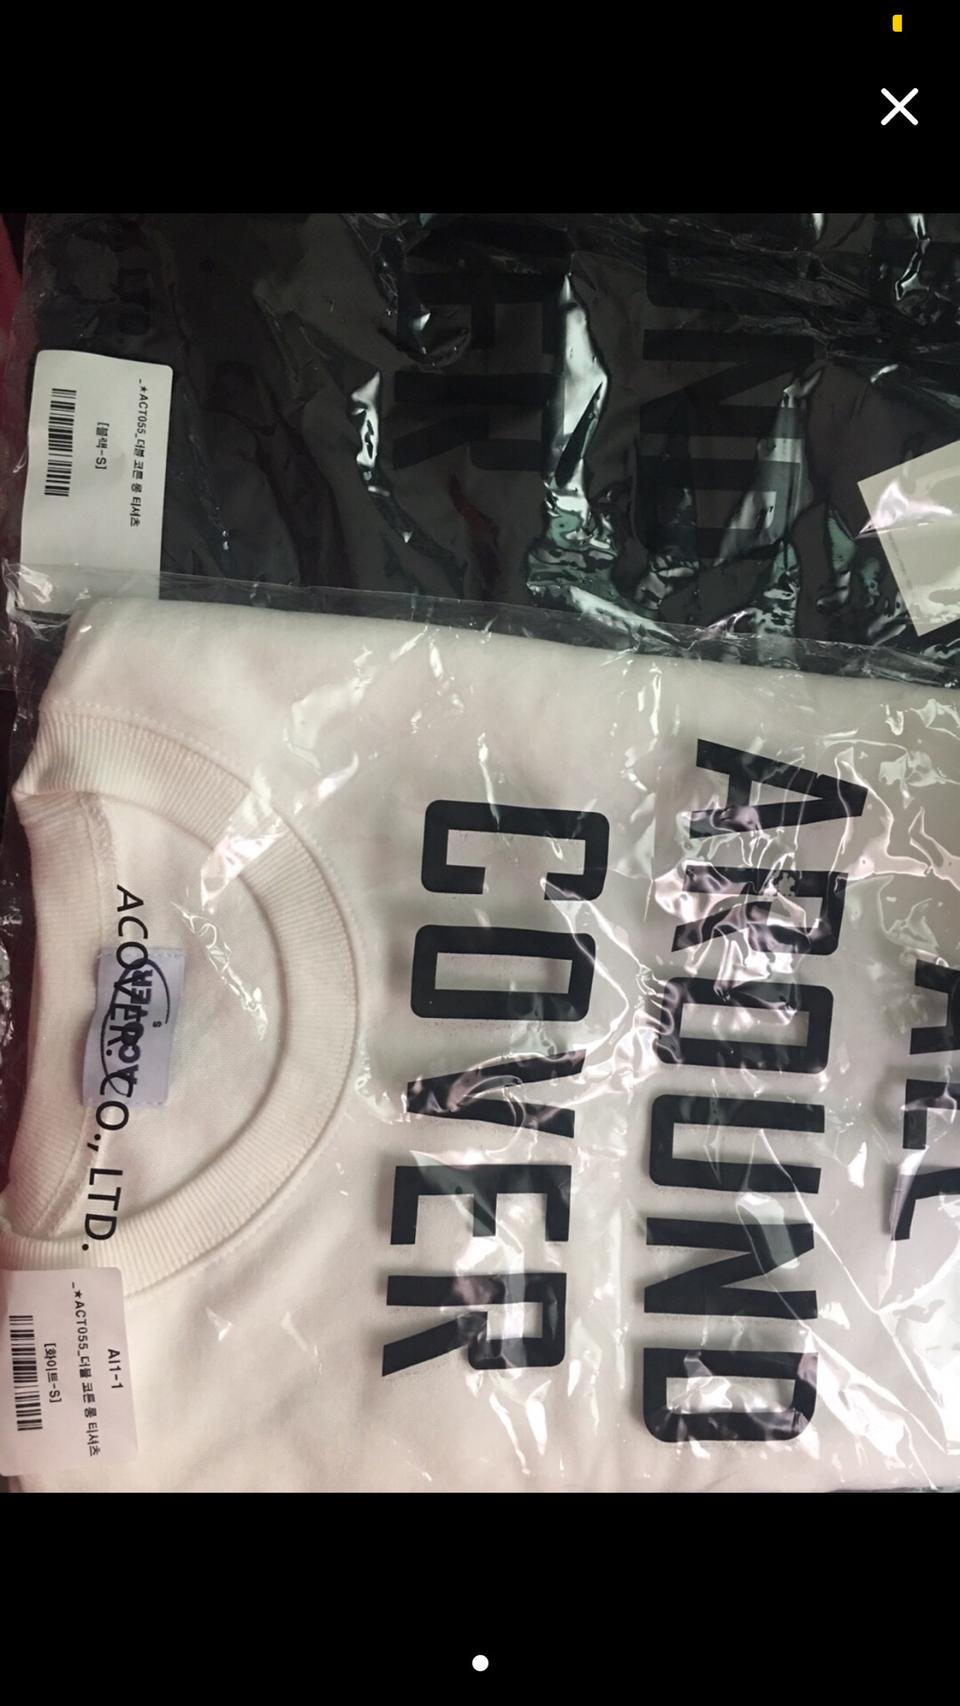 _★ACT055_더블 코튼 롱 티셔츠
[블랙-S]
COVER
AROUND
ALL
ACOVER.
ACOVER CO., LTD.
S
AI1-1
_★ACT055_더블 코튼 롱 티셔츠
[화이트-S]